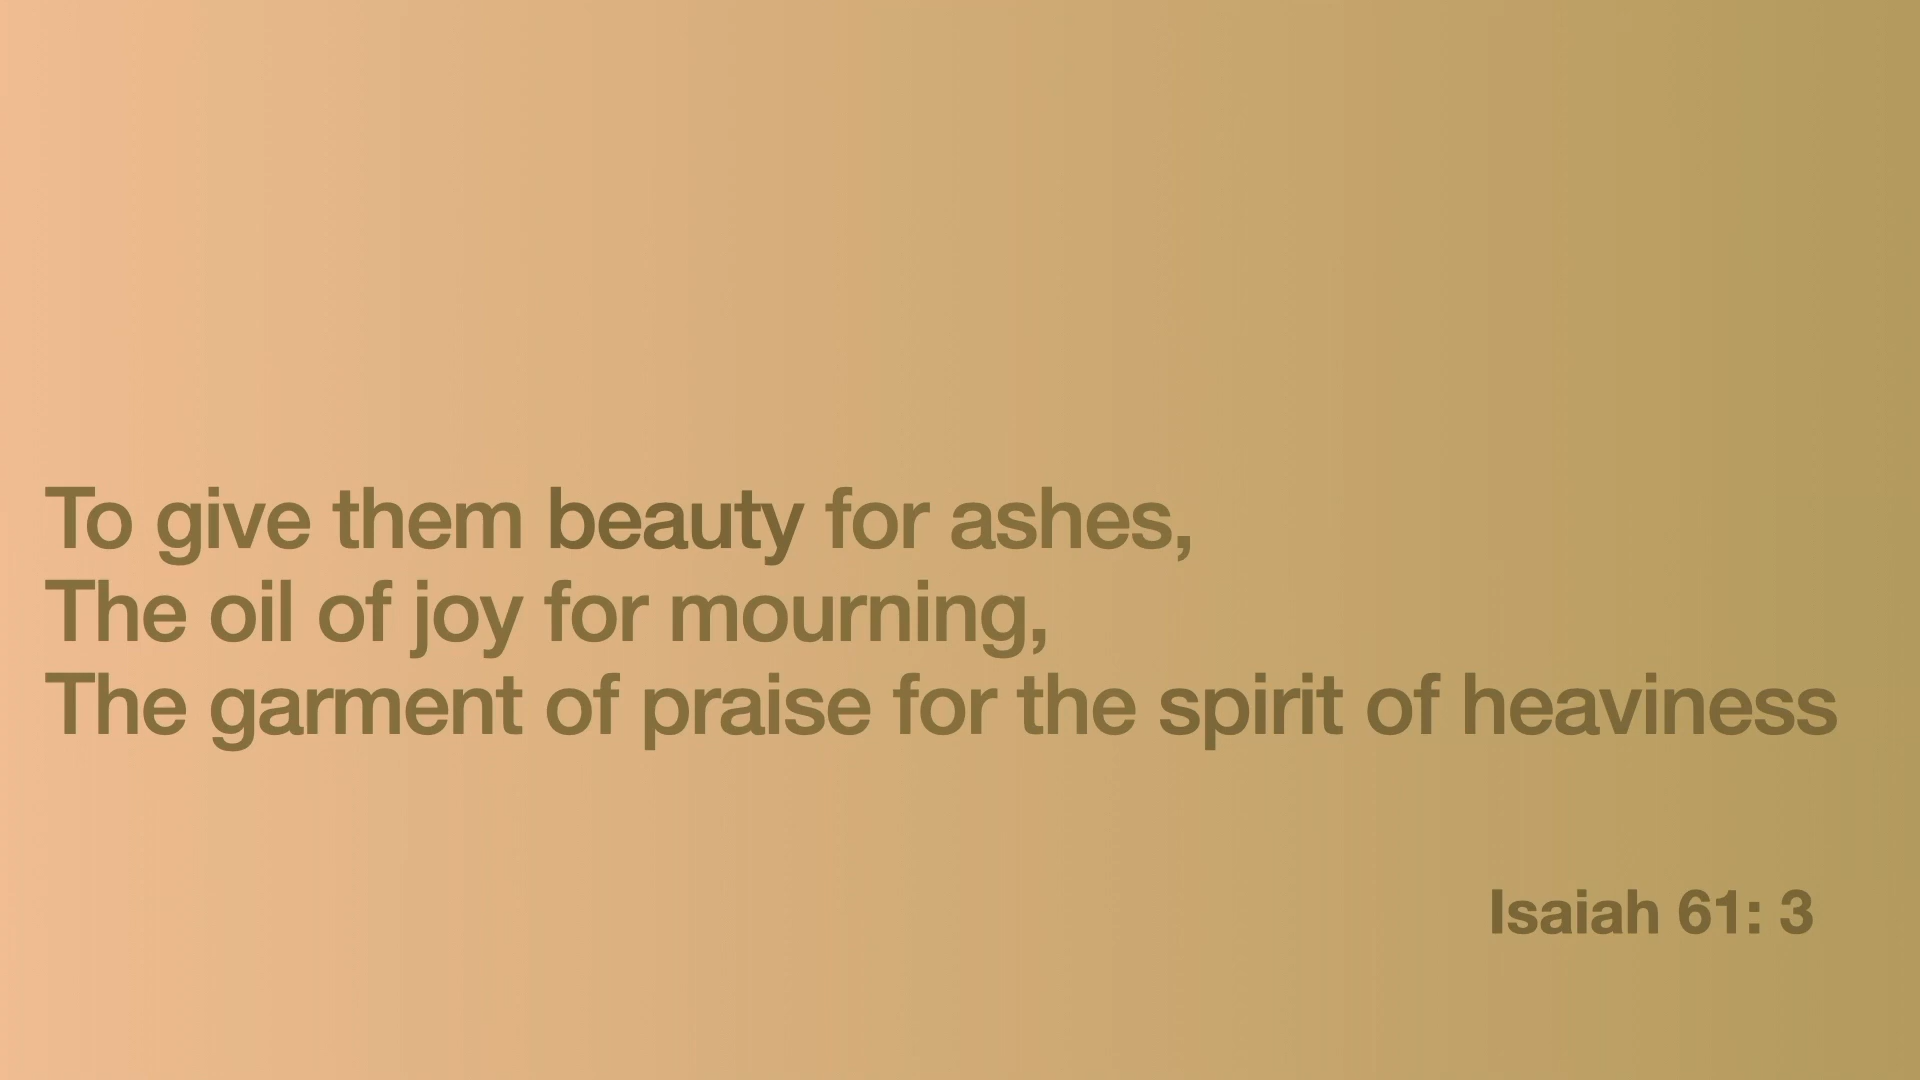 To give them beauty for ashes,
The oil of joy for mourning,
The garment of praise for the spirit of heaviness
Isaiah 61: 3